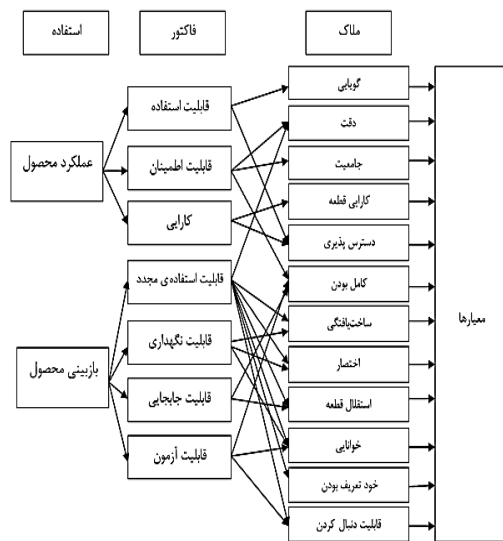 استفاده
فاکتور
ملاک
عملکرد محصول
بازبینی محصول
قابلیت استفاده
قابلیت اطمینان
کارایی
قابلیت استفاده‌ی مجدد
قابلیت نگهداری
قابلیت جابجایی
قابلیت آزمون
گویایی
دقت
جامعیت
کارایی قطعه
دسترس پذیری
کامل بودن
ساخت‌یافتگی
اختصار
استقلال قطعه
خوانایی
خود تعریف بودن
قابلیت دنبال کردن
معیارها